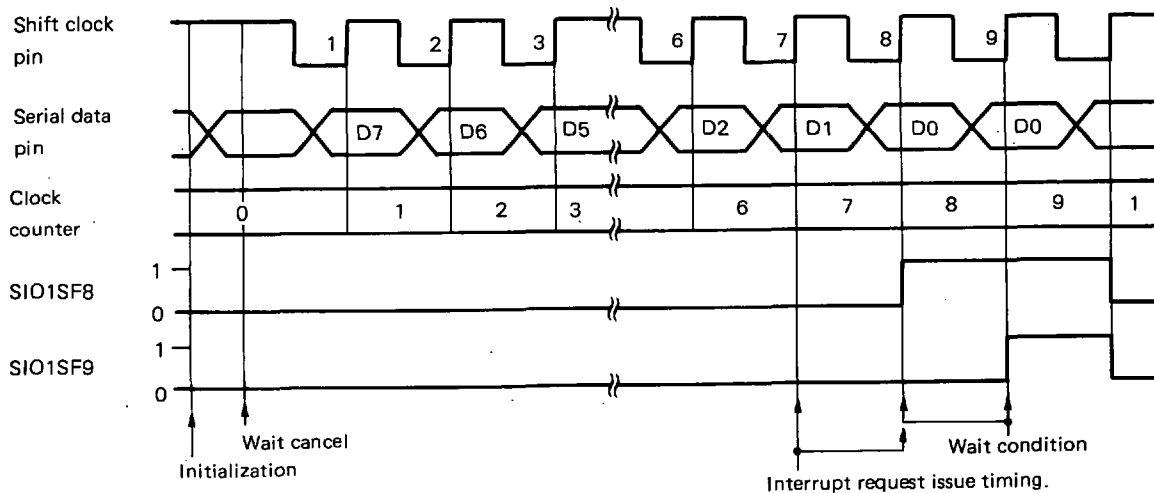 Shift clock pin
1 2 3 6 7 8 9
Serial data pin
D7 D6 D5 D2 D1 D0 D0
Clock counter
0 1 2 3 6 7 8 9 1
SIO1SF8
1
0
SIO1SF9
1
0
Wait cancel
Initialization
Wait condition
Interrupt request issue timing.